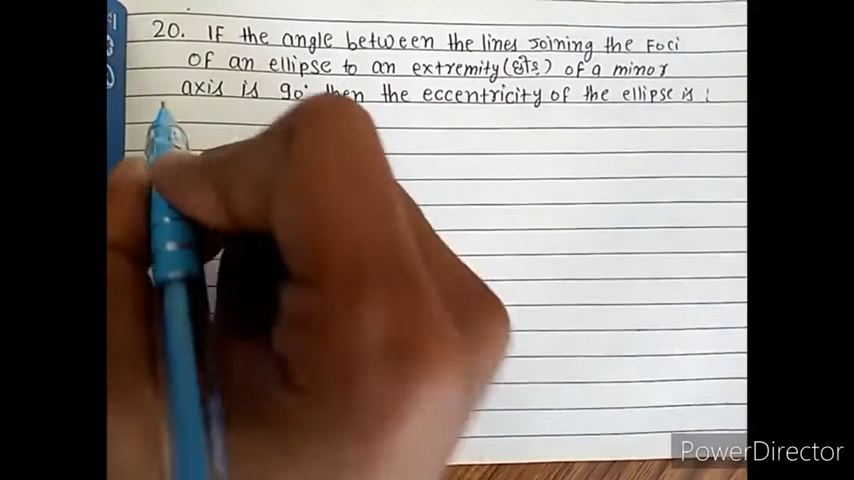 20. IF the angle between the lines Joining the Foci
OF an ellipse to an extremity ( ) OF a minor
axis is 90° then the eccentricity of the ellipse is :
PowerDirector